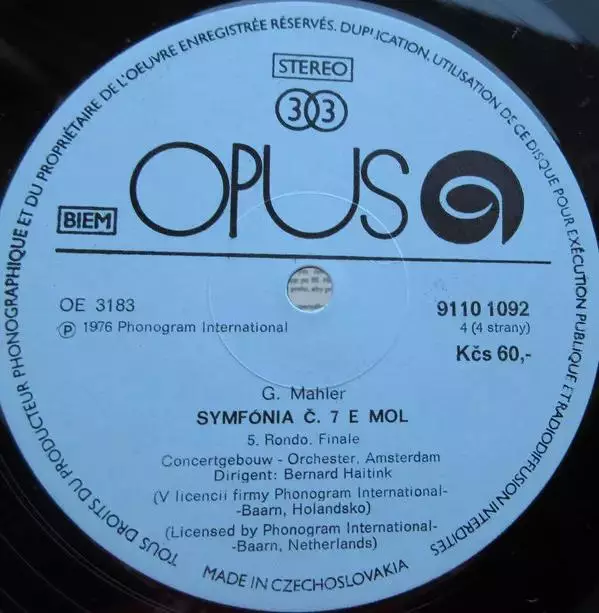 TOUS DROITS DU PRODUCTEUR PHONOGRAPHIQUE ET DU PROPRIÉTAIRE DE L'OEUVRE ENREGISTRÉE RÉSERVÉS. DUPLICATION, UTILISATION DE CE DISQUE POUR EXÉCUTION PUBLIQUE ET RADIODIFFUSION INTERDITES
STEREO
33
OPUS
BIEM
OE 3183
9110 1092
Ⓟ 1976 Phonogram International
4 (4 strany)
Kčs 60,-
G. Mahler
SYMFÓNIA Č. 7 E MOL
5. Rondo. Finale
Concertgebouw - Orchester, Amsterdam
Dirigent: Bernard Haitink
(V licencii firmy Phonogram International-
-Baarn, Holandsko)
(Licensed by Phonogram International-
-Baarn, Netherlands)
MADE IN CZECHOSLOVAKIA